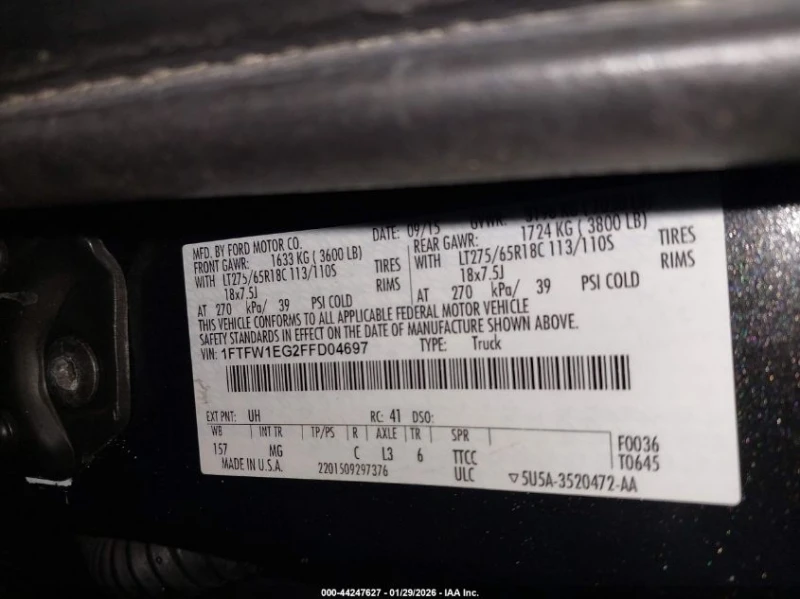 MFD. BY FORD MOTOR CO.
DATE: 09/15 GVWR:
FRONT GAWR: 1633 KG ( 3600 LB)
WITH LT275/65R18C 113/110S TIRES
18x7.5J RIMS
AT 270 kPa/ 39 PSI COLD
REAR GAWR: 1724 KG ( 3800 LB)
WITH LT275/65R18C 113/110S TIRES
18x7.5J RIMS
AT 270 kPa/ 39 PSI COLD
THIS VEHICLE CONFORMS TO ALL APPLICABLE FEDERAL MOTOR VEHICLE
SAFETY STANDARDS IN EFFECT ON THE DATE OF MANUFACTURE SHOWN ABOVE.
VIN: 1FTFW1EG2FFD04697 TYPE: Truck
EXT PNT: UH RC: 41 DSO:
WB INT TR TP/PS R AXLE TR SPR
157 MG C L3 6 TTCC
F0036
T0645
MADE IN U.S.A. 2201509297376 ULC ▽5U5A-3520472-AA
000-44247627 - 01/29/2026 - IAA Inc.